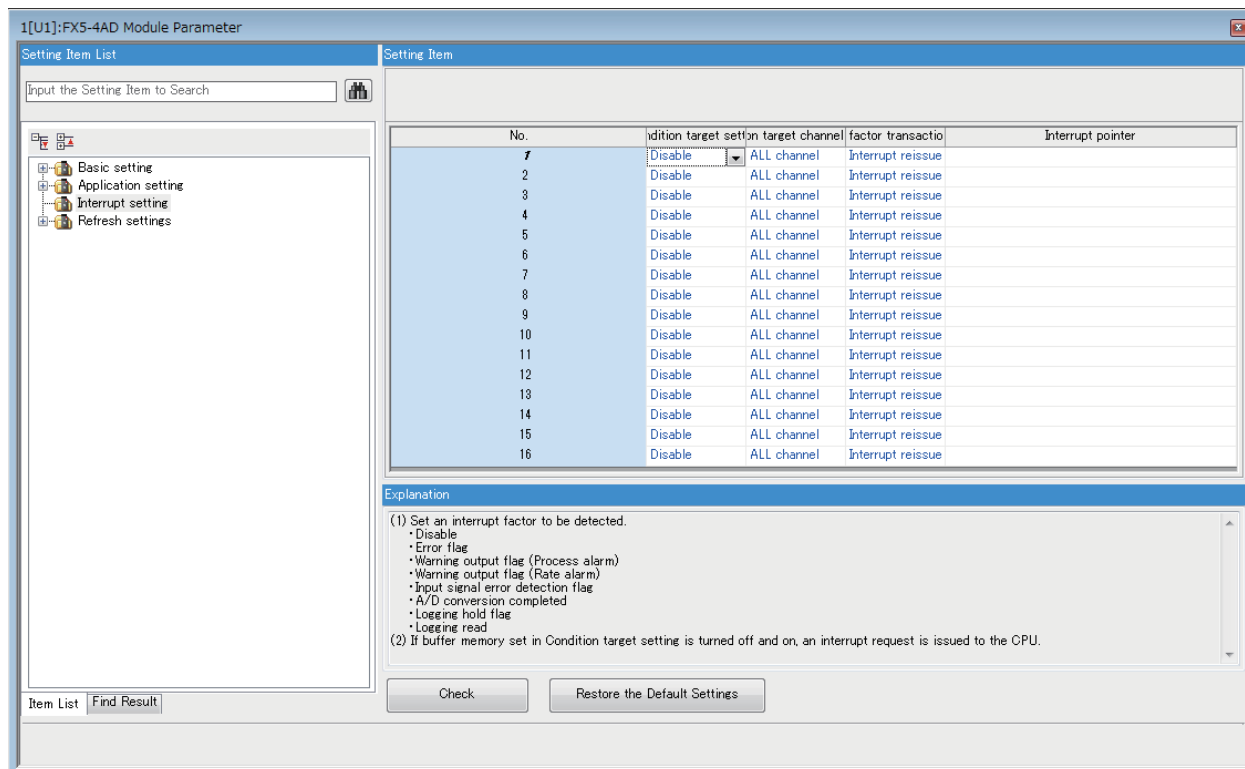 1[U1]:FX5-4AD Module Parameter
Setting Item List
Setting Item
Input the Setting Item to Search
Basic setting
Application setting
Interrupt setting
Refresh settings
No. ndition target setti on target channel factor transactio Interrupt pointer
1 Disable ALL channel Interrupt reissue
2 Disable ALL channel Interrupt reissue
3 Disable ALL channel Interrupt reissue
4 Disable ALL channel Interrupt reissue
5 Disable ALL channel Interrupt reissue
6 Disable ALL channel Interrupt reissue
7 Disable ALL channel Interrupt reissue
8 Disable ALL channel Interrupt reissue
9 Disable ALL channel Interrupt reissue
10 Disable ALL channel Interrupt reissue
11 Disable ALL channel Interrupt reissue
12 Disable ALL channel Interrupt reissue
13 Disable ALL channel Interrupt reissue
14 Disable ALL channel Interrupt reissue
15 Disable ALL channel Interrupt reissue
16 Disable ALL channel Interrupt reissue
Explanation
(1) Set an interrupt factor to be detected.
・Disable
・Error flag
・Warning output flag (Process alarm)
・Warning output flag (Rate alarm)
・Input signal error detection flag
・A/D conversion completed
・Logging hold flag
・Logging read
(2) If buffer memory set in Condition target setting is turned off and on, an interrupt request is issued to the CPU.
Check
Restore the Default Settings
Item List
Find Result